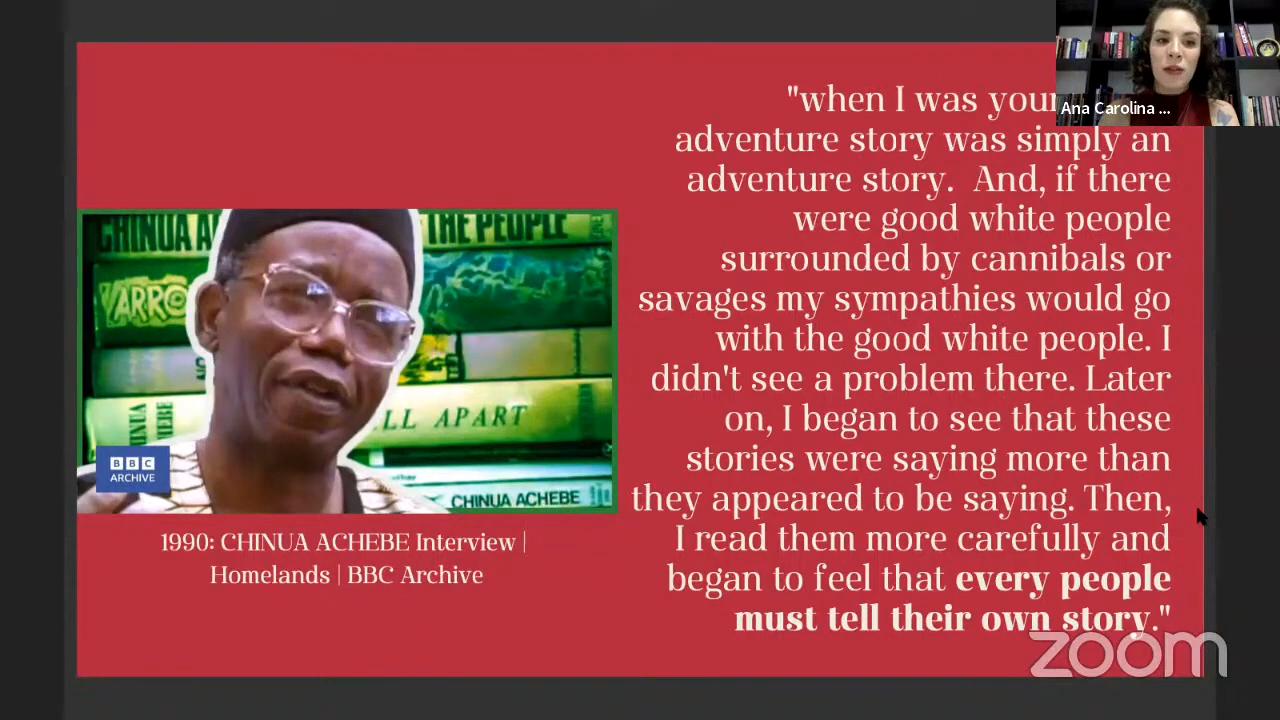 Ana Carolina ...
"when I was
adventure story was simply an
adventure story. And, if there
were good white people
surrounded by cannibals or
savages my sympathies would go
with the good white people. I
didn't see a problem there. Later
on, I began to see that these
stories were saying more than
they appeared to be saying. Then,
I read them more carefully and
began to feel that every people
must tell their own story."
CHINUA A
THE PEOPLE
ARRO
LL APART
CHINUA ACHEBE
BBC
ARCHIVE
1990: CHINUA ACHEBE Interview |
Homelands | BBC Archive
zoom